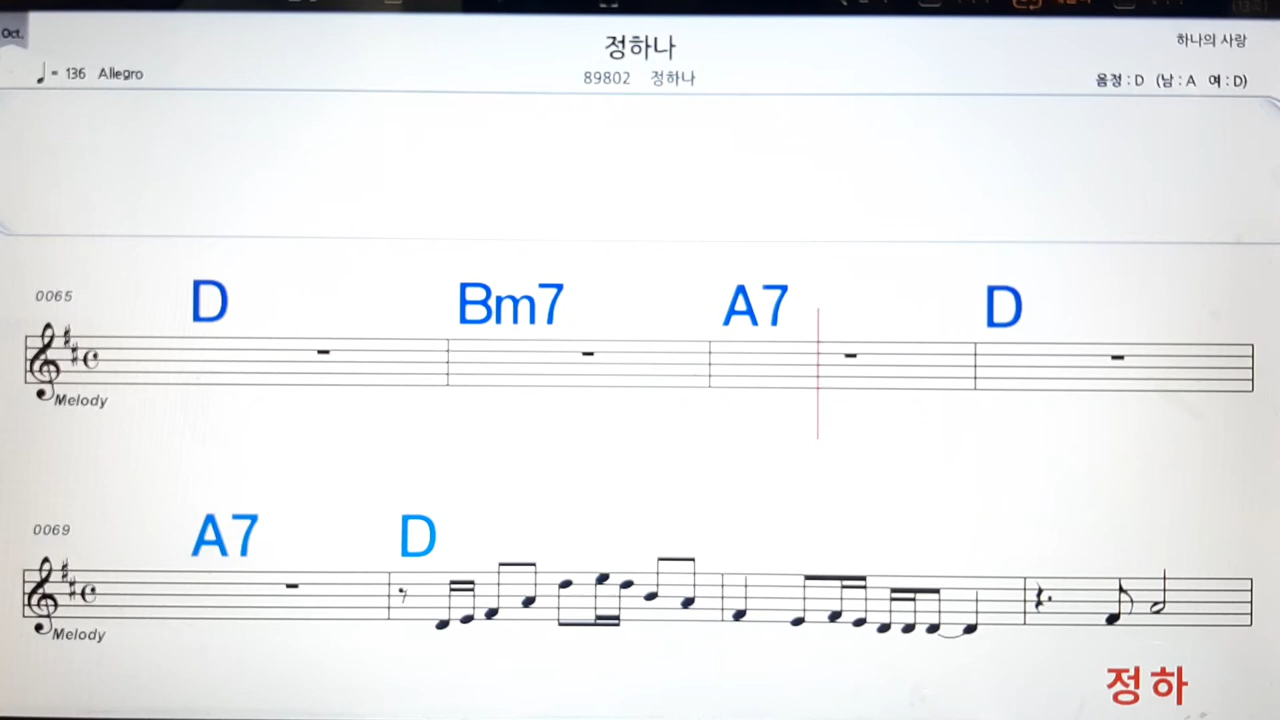 Oct.
정하나
하나의 사랑
♩ = 136 Allegro
89802 정하나
음정 : D (남 : A 여 : D)
0065
D Bm7 A7 D
Melody
0069
A7 D
Melody
정하